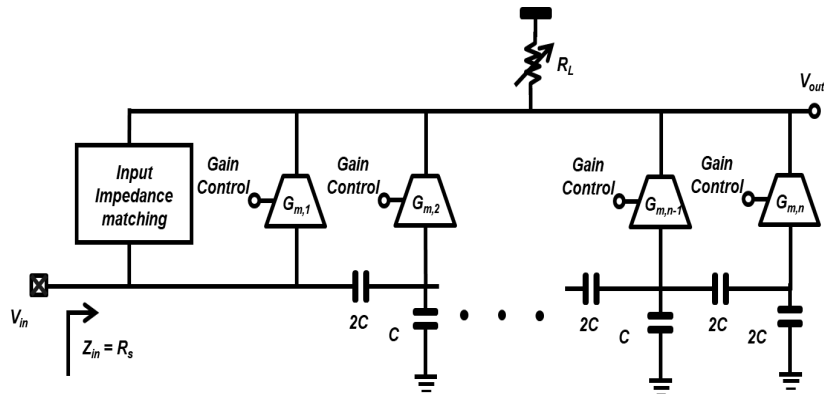 R_L
V_out
Input
Impedance
matching
Gain
Control
G_m,1
Gain
Control
G_m,2
Gain
Control
G_m,n-1
Gain
Control
G_m,n
V_in
Z_in = R_s
2C
C
• • •
2C
C
2C
2C